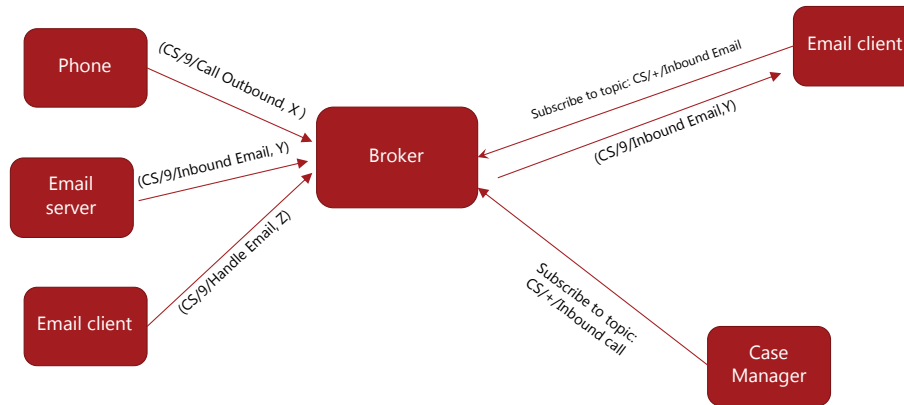 Phone
(CS/9/Call Outbound, X )
Email
server
(CS/9/Inbound Email, Y)
Email client
(CS/9/Handle Email, Z)
Broker
Subscribe to topic: CS/+/Inbound Email
(CS/9/Inbound Email,Y)
Email client
Subscribe to topic:
CS/+/Inbound call
Case
Manager